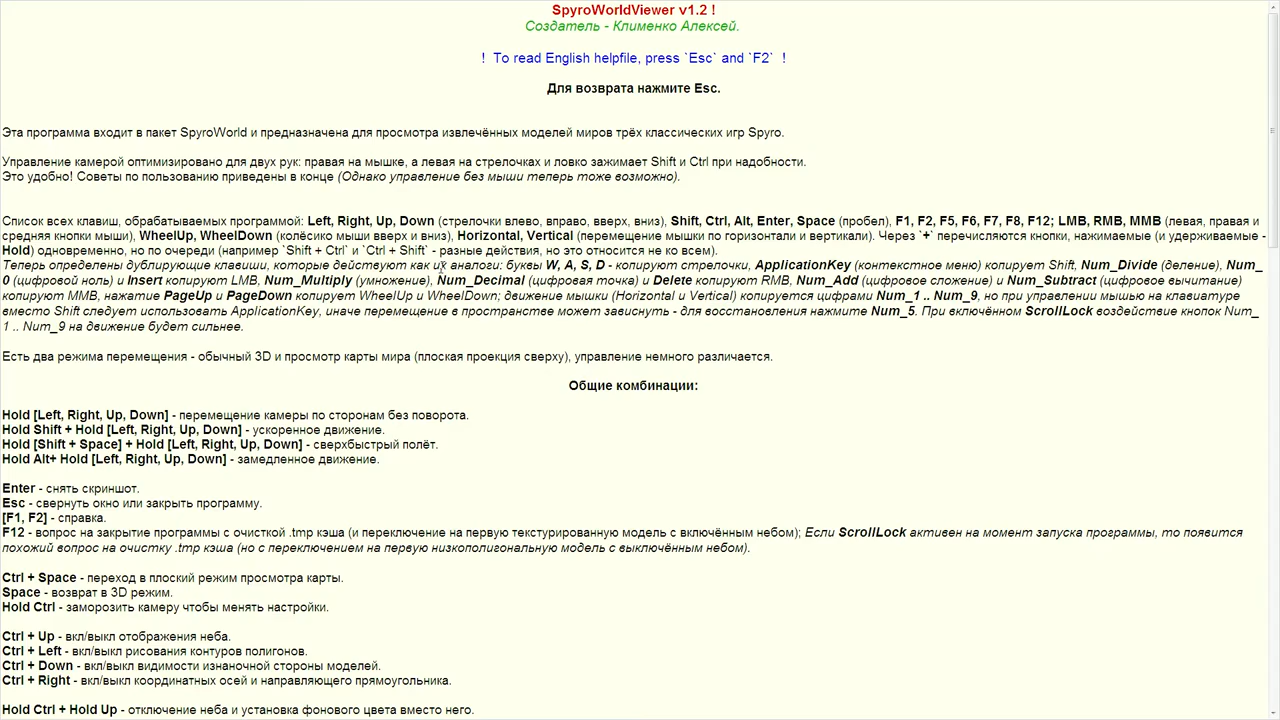 SpyroWorldViewer v1.2 !
Создатель - Клименко Алексей.
! To read English helpfile, press `Esc` and `F2` !
Для возврата нажмите Esc.
Эта программа входит в пакет SpyroWorld и предназначена для просмотра извлечённых моделей миров трёх классических игр Spyro.
Управление камерой оптимизировано для двух рук: правая на мышке, а левая на стрелочках и ловко зажимает Shift и Ctrl при надобности.
Это удобно! Советы по пользованию приведены в конце (Однако управление без мыши теперь тоже возможно).
Список всех клавиш, обрабатываемых программой: Left, Right, Up, Down (стрелочки влево, вправо, вверх, вниз), Shift, Ctrl, Alt, Enter, Space (пробел), F1, F2, F5, F6, F7, F8, F12; LMB, RMB, MMB (левая, правая и
средняя кнопки мыши), WheelUp, WheelDown (колёсико мыши вверх и вниз), Horizontal, Vertical (перемещение мышки по горизонтали и вертикали). Через `+` перечисляются кнопки, нажимаемые (и удерживаемые -
Hold) одновременно, но по очереди (например `Shift + Ctrl` и `Ctrl + Shift` - разные действия, но это относится не ко всем).
Теперь определены дублирующие клавиши, которые действуют как их аналоги: буквы W, A, S, D - копируют стрелочки, ApplicationKey (контекстное меню) копирует Shift, Num_Divide (деление), Num_
0 (цифровой ноль) и Insert копируют LMB, Num_Multiply (умножение), Num_Decimal (цифровая точка) и Delete копируют RMB, Num_Add (цифровое сложение) и Num_Subtract (цифровое вычитание)
копируют MMB, нажатие PageUp и PageDown копирует WheelUp и WheelDown; движение мышки (Horizontal и Vertical) копируется цифрами Num_1 .. Num_9, но при управлении мышью на клавиатуре
вместо Shift следует использовать ApplicationKey, иначе перемещение в пространстве может зависнуть - для восстановления нажмите Num_5. При включённом ScrollLock воздействие кнопок Num_
1 .. Num_9 на движение будет сильнее.
Есть два режима перемещения - обычный 3D и просмотр карты мира (плоская проекция сверху), управление немного различается.
Общие комбинации:
Hold [Left, Right, Up, Down] - перемещение камеры по сторонам без поворота.
Hold Shift + Hold [Left, Right, Up, Down] - ускоренное движение.
Hold [Shift + Space] + Hold [Left, Right, Up, Down] - сверхбыстрый полёт.
Hold Alt+ Hold [Left, Right, Up, Down] - замедленное движение.
Enter - снять скриншот.
Esc - свернуть окно или закрыть программу.
[F1, F2] - справка.
F12 - вопрос на закрытие программы с очисткой .tmp кэша (и переключение на первую текстурированную модель с включённым небом); Если ScrollLock активен на момент запуска программы, то появится
похожий вопрос на очистку .tmp кэша (но с переключением на первую низкополигональную модель с выключённым небом).
Ctrl + Space - переход в плоский режим просмотра карты.
Space - возврат в 3D режим.
Hold Ctrl - заморозить камеру чтобы менять настройки.
Ctrl + Up - вкл/выкл отображения неба.
Ctrl + Left - вкл/выкл рисования контуров полигонов.
Ctrl + Down - вкл/выкл видимости изнаночной стороны моделей.
Ctrl + Right - вкл/выкл координатных осей и направляющего прямоугольника.
Hold Ctrl + Hold Up - отключение неба и установка фонового цвета вместо него.